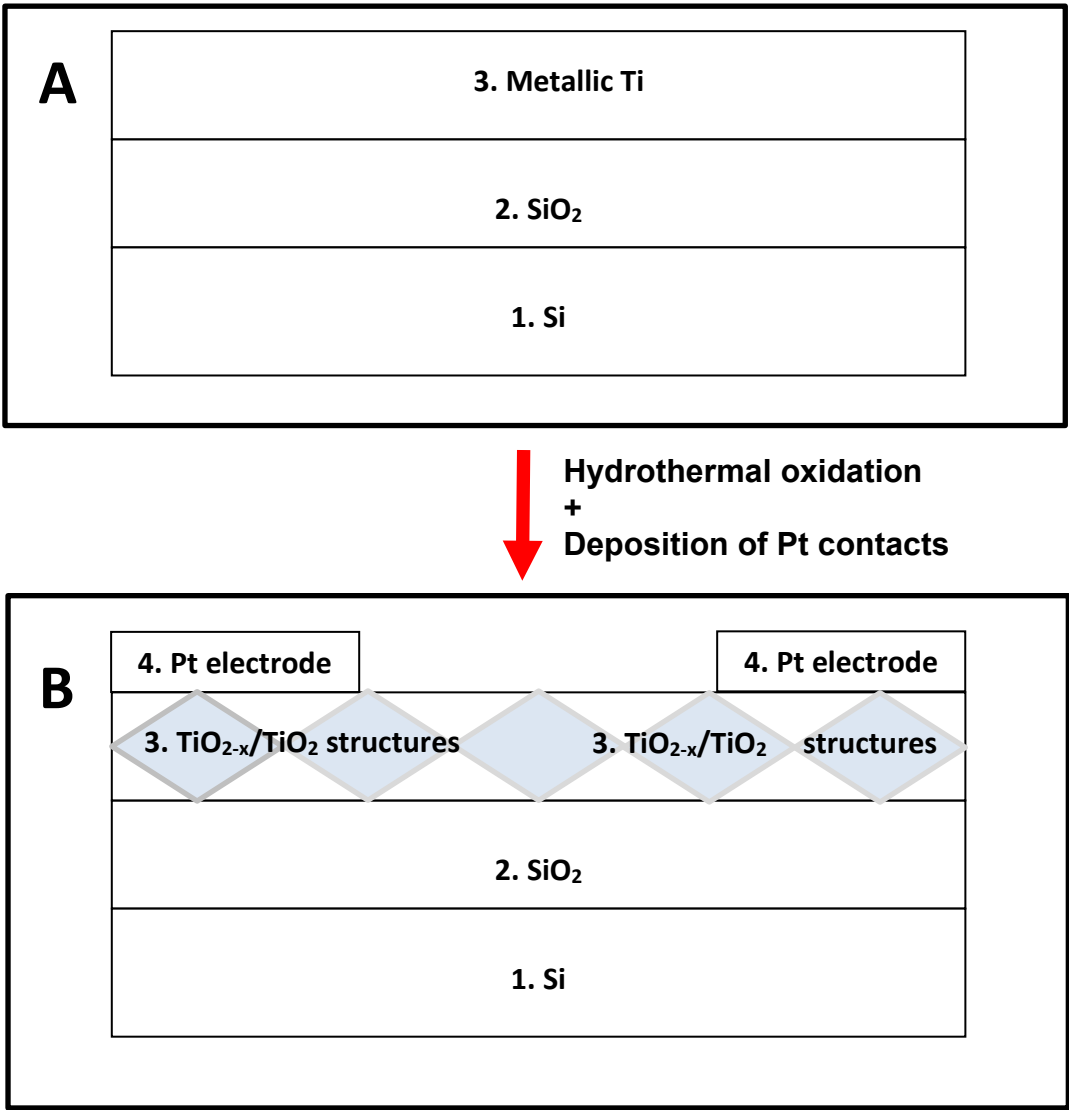 A
3. Metallic Ti
2. SiO₂
1. Si
Hydrothermal oxidation
+
Deposition of Pt contacts
B
4. Pt electrode
4. Pt electrode
3. TiO₂₋ₓ/TiO₂ structures
3. TiO₂₋ₓ/TiO₂ structures
2. SiO₂
1. Si